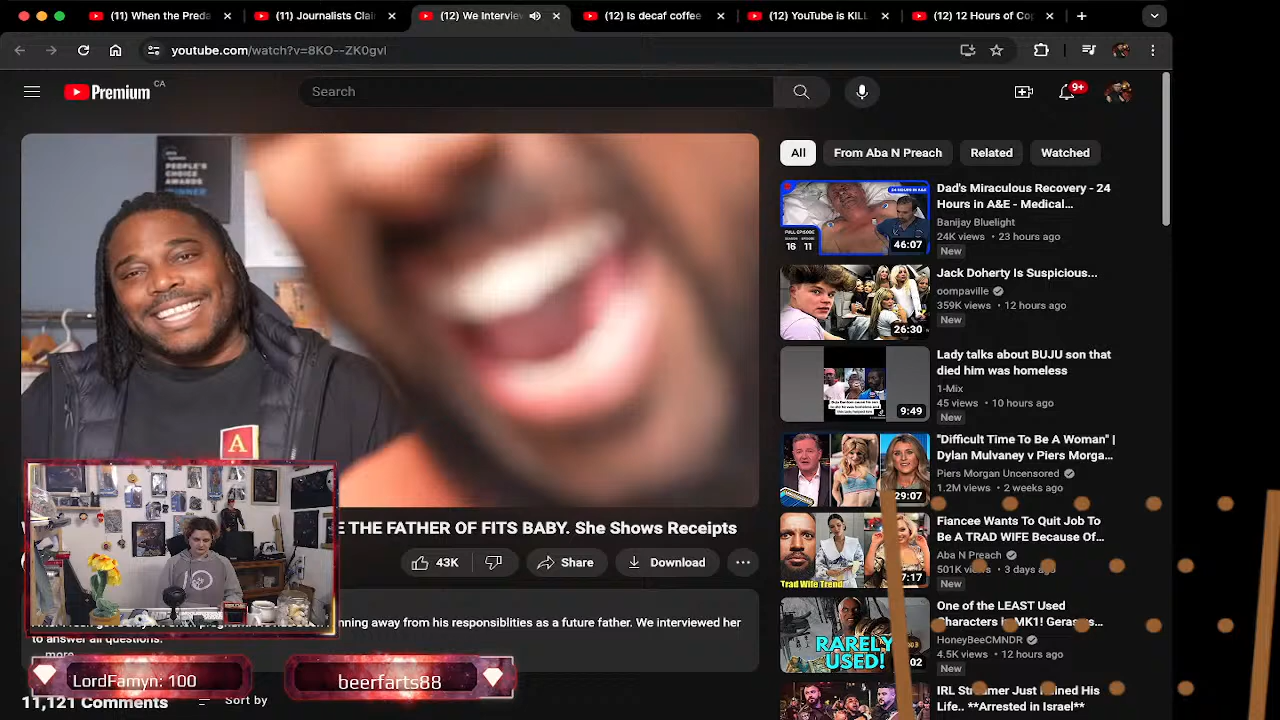 (11) When the Preda
(11) Journalists Clai
(12) We Intervie
(12) Is decaf coffee
(12) YouTube is KILL
(12) 12 Hours of Co
youtube.com/watch?v=8KO--ZK0gvI
Premium
CA
Search
9+
PEOPLE'S
CHOICE
AWARDS
WINNER
A
All
From Aba N Preach
Related
Watched
FULL EPISODE
16 11
46:07
Dad's Miraculous Recovery - 24
Hours in A&E - Medical...
Banijay Bluelight
24K views • 23 hours ago
New
26:30
Jack Doherty Is Suspicious...
oompaville
359K views • 12 hours ago
New
9:49
Lady talks about BUJU son that
died him was homeless
1-Mix
45 views • 10 hours ago
New
29:07
"Difficult Time To Be A Woman" |
Dylan Mulvaney v Piers Morga...
Piers Morgan Uncensored
1.2M views • 2 weeks ago
Trad Wife Trend
7:17
Fiancee Wants To Quit Job To
Be A TRAD WIFE Because Of...
Aba N Preach
501K views • 3 days ago
New
RARELY
USED!
02
One of the LEAST Used
Characters in MK1! Geras...
HoneyBeeCMNDR
4.5K views • 12 hours ago
New
IRL Streamer Just Ruined His
Life.. **Arrested in Israel**
E THE FATHER OF FITS BABY. She Shows Receipts
43K
Share
Download
nning away from his responsiblities as a future father. We interviewed her
to answer all questions.
more
LordFamyn: 100
beerfarts88
11,121 Comments
Sort by